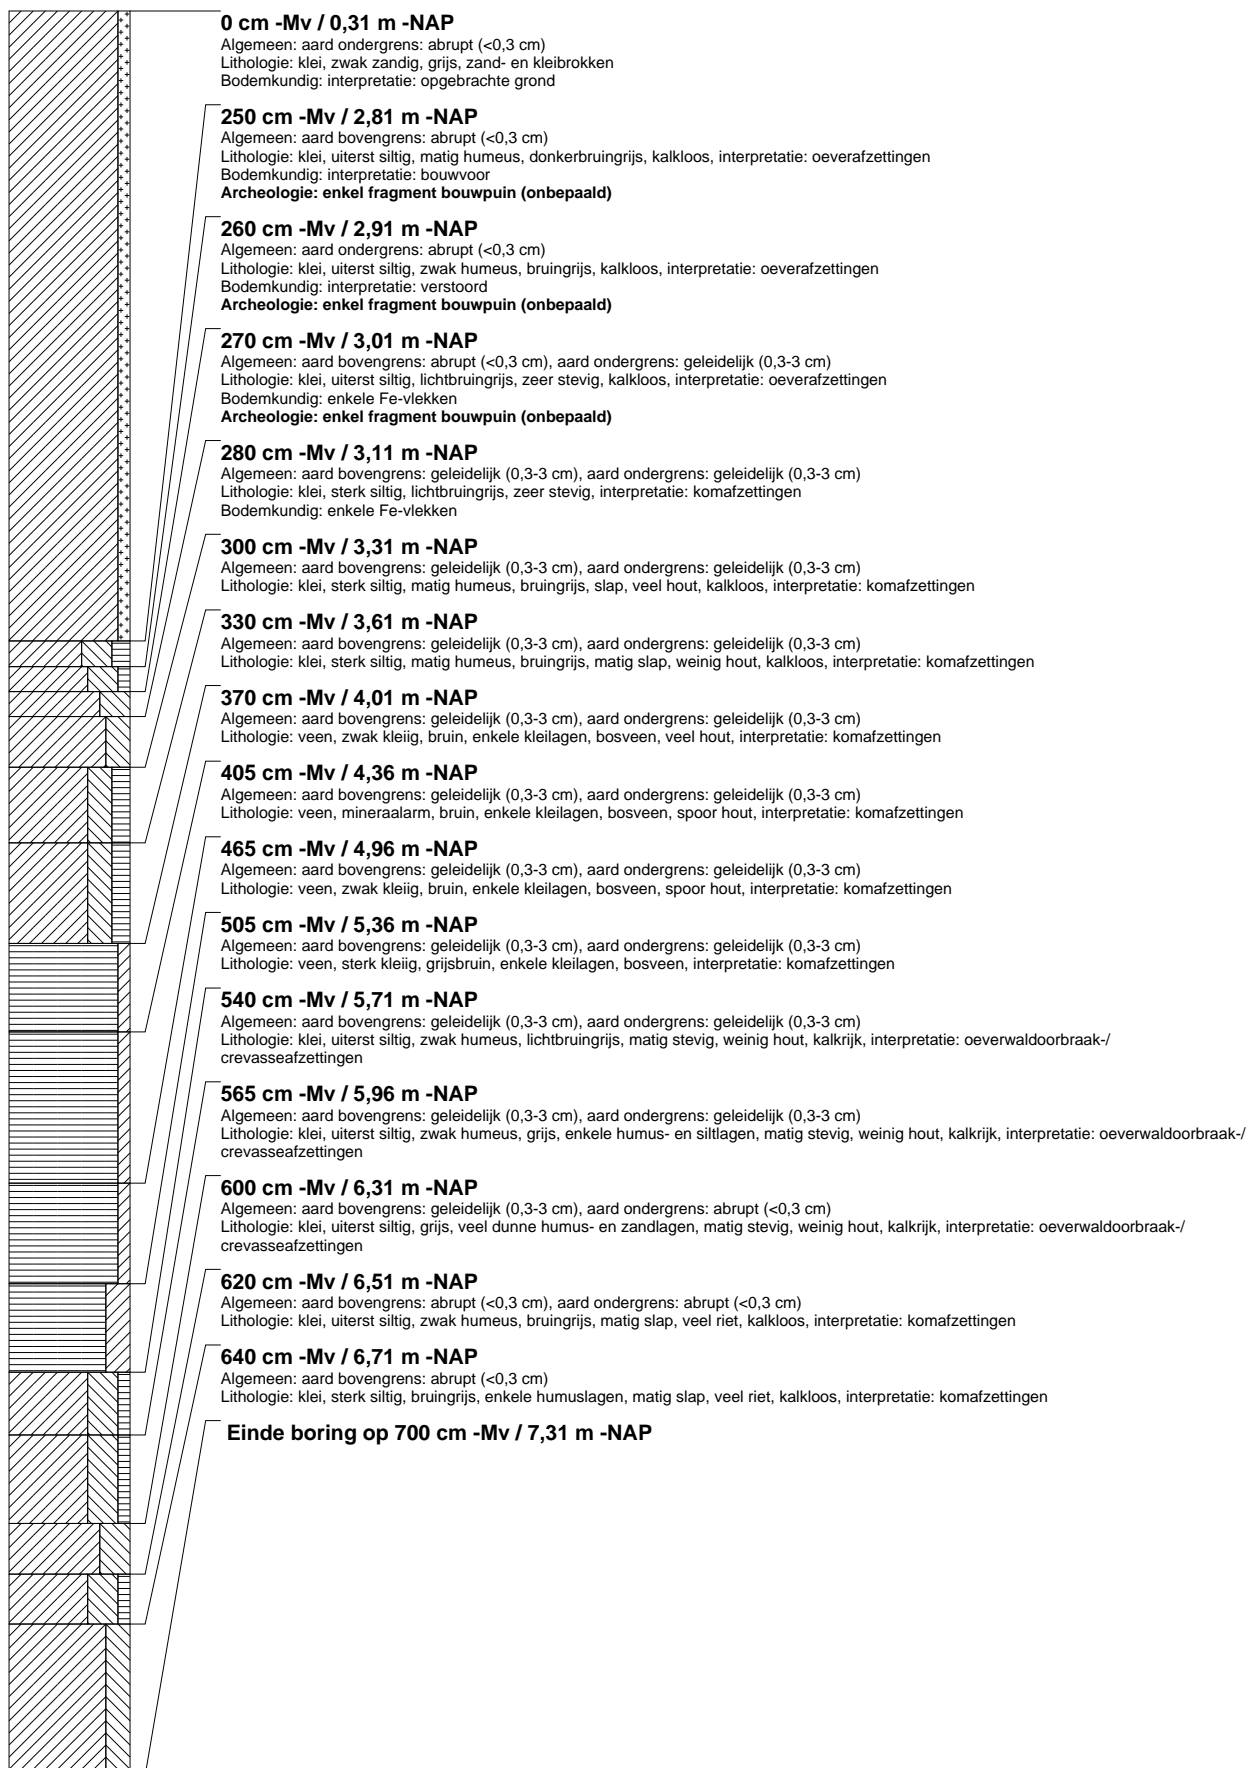 0 cm -Mv / 0,31 m -NAP
Algemeen: aard ondergrens: abrupt (<0,3 cm)
Lithologie: klei, zwak zandig, grijs, zand- en kleibrokken
Bodemkundig: interpretatie: opgebrachte grond
250 cm -Mv / 2,81 m -NAP
Algemeen: aard bovengrens: abrupt (<0,3 cm)
Lithologie: klei, uiterst siltig, matig humeus, donkerbruingrijs, kalkloos, interpretatie: oeverafzettingen
Bodemkundig: interpretatie: bouwvoor
Archeologie: enkel fragment bouwpuin (onbepaald)
260 cm -Mv / 2,91 m -NAP
Algemeen: aard ondergrens: abrupt (<0,3 cm)
Lithologie: klei, uiterst siltig, zwak humeus, bruingrijs, kalkloos, interpretatie: oeverafzettingen
Bodemkundig: interpretatie: verstoord
Archeologie: enkel fragment bouwpuin (onbepaald)
270 cm -Mv / 3,01 m -NAP
Algemeen: aard bovengrens: abrupt (<0,3 cm), aard ondergrens: geleidelijk (0,3-3 cm)
Lithologie: klei, uiterst siltig, lichtbruingrijs, zeer stevig, kalkloos, interpretatie: oeverafzettingen
Bodemkundig: enkele Fe-vlekken
Archeologie: enkel fragment bouwpuin (onbepaald)
280 cm -Mv / 3,11 m -NAP
Algemeen: aard bovengrens: geleidelijk (0,3-3 cm), aard ondergrens: geleidelijk (0,3-3 cm)
Lithologie: klei, sterk siltig, lichtbruingrijs, zeer stevig, interpretatie: komafzettingen
Bodemkundig: enkele Fe-vlekken
300 cm -Mv / 3,31 m -NAP
Algemeen: aard bovengrens: geleidelijk (0,3-3 cm), aard ondergrens: geleidelijk (0,3-3 cm)
Lithologie: klei, sterk siltig, matig humeus, bruingrijs, slap, veel hout, kalkloos, interpretatie: komafzettingen
330 cm -Mv / 3,61 m -NAP
Algemeen: aard bovengrens: geleidelijk (0,3-3 cm), aard ondergrens: geleidelijk (0,3-3 cm)
Lithologie: klei, sterk siltig, matig humeus, bruingrijs, matig slap, weinig hout, kalkloos, interpretatie: komafzettingen
370 cm -Mv / 4,01 m -NAP
Algemeen: aard bovengrens: geleidelijk (0,3-3 cm), aard ondergrens: geleidelijk (0,3-3 cm)
Lithologie: veen, zwak kleiig, bruin, enkele kleilagen, bosveen, veel hout, interpretatie: komafzettingen
405 cm -Mv / 4,36 m -NAP
Algemeen: aard bovengrens: geleidelijk (0,3-3 cm), aard ondergrens: geleidelijk (0,3-3 cm)
Lithologie: veen, mineraalarm, bruin, enkele kleilagen, bosveen, spoor hout, interpretatie: komafzettingen
465 cm -Mv / 4,96 m -NAP
Algemeen: aard bovengrens: geleidelijk (0,3-3 cm), aard ondergrens: geleidelijk (0,3-3 cm)
Lithologie: veen, zwak kleiig, bruin, enkele kleilagen, bosveen, spoor hout, interpretatie: komafzettingen
505 cm -Mv / 5,36 m -NAP
Algemeen: aard bovengrens: geleidelijk (0,3-3 cm), aard ondergrens: geleidelijk (0,3-3 cm)
Lithologie: veen, sterk kleiig, grijsbruin, enkele kleilagen, bosveen, interpretatie: komafzettingen
540 cm -Mv / 5,71 m -NAP
Algemeen: aard bovengrens: geleidelijk (0,3-3 cm), aard ondergrens: geleidelijk (0,3-3 cm)
Lithologie: klei, uiterst siltig, zwak humeus, lichtbruingrijs, matig stevig, weinig hout, kalkrijk, interpretatie: oeverwaldoorbraak-/
crevasseafzettingen
565 cm -Mv / 5,96 m -NAP
Algemeen: aard bovengrens: geleidelijk (0,3-3 cm), aard ondergrens: geleidelijk (0,3-3 cm)
Lithologie: klei, uiterst siltig, zwak humeus, grijs, enkele humus- en siltlagen, matig stevig, weinig hout, kalkrijk, interpretatie: oeverwaldoorbraak-/
crevasseafzettingen
600 cm -Mv / 6,31 m -NAP
Algemeen: aard bovengrens: geleidelijk (0,3-3 cm), aard ondergrens: abrupt (<0,3 cm)
Lithologie: klei, uiterst siltig, grijs, veel dunne humus- en zandlagen, matig stevig, weinig hout, kalkrijk, interpretatie: oeverwaldoorbraak-/
crevasseafzettingen
620 cm -Mv / 6,51 m -NAP
Algemeen: aard bovengrens: abrupt (<0,3 cm), aard ondergrens: abrupt (<0,3 cm)
Lithologie: klei, uiterst siltig, zwak humeus, bruingrijs, matig slap, veel riet, kalkloos, interpretatie: komafzettingen
640 cm -Mv / 6,71 m -NAP
Algemeen: aard bovengrens: abrupt (<0,3 cm)
Lithologie: klei, sterk siltig, bruingrijs, enkele humuslagen, matig slap, veel riet, kalkloos, interpretatie: komafzettingen
Einde boring op 700 cm -Mv / 7,31 m -NAP